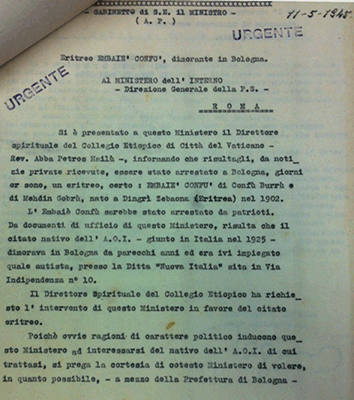 - GABINETTO di S.E. il MINISTRO -
( A. P.)
11-5-1945
URGENTE
Eritreo EMBAIE' CONFU', dimorante in Bologna.
URGENTE
Al MINISTERO dell' INTERNO
- Direzione Generale della P.S. -
R O M A
Si è presentato a questo Ministero il Direttore
spirituale del Collegio Etiopico di Città del Vaticano -
Rev. Abba Petros Hailù -, informando che risultagli, da noti_
zie private ricevute, essere stato arrestato a Bologna, giorni
or sono, un eritreo, certo: EMBAIE' CONFU' di Confù Burrù e
di Mehdin Gobrù, nato a Dingrì Zebaona (Eritrea) nel 1902.
L' Embaiè Confù sarebbe stato arrestato da patrioti.
Da documenti di ufficio di questo Ministero, risulta che il
citato nativo dell' A.O.I. - giunto in Italia nel 1925 -
dimorava in Bologna da parecchi anni ed era ivi impiegato
quale autista, presso la Ditta "Nuova Italia" sita in Via
Indipendenza n° 10.
Il Direttore Spirituale del Collegio Etiopico ha richie_
sto l' intervento di questo Ministero in favore del citato
eritreo.
Poichè ovvie ragioni di carattere politico inducono que_
sto Ministero ad interessarsi del nativo dell' A.O.I. di cui
trattasi, si prega la cortesia di cotesto Ministero di volere,
in quanto possibile, - a mezzo della Prefettura di Bologna -